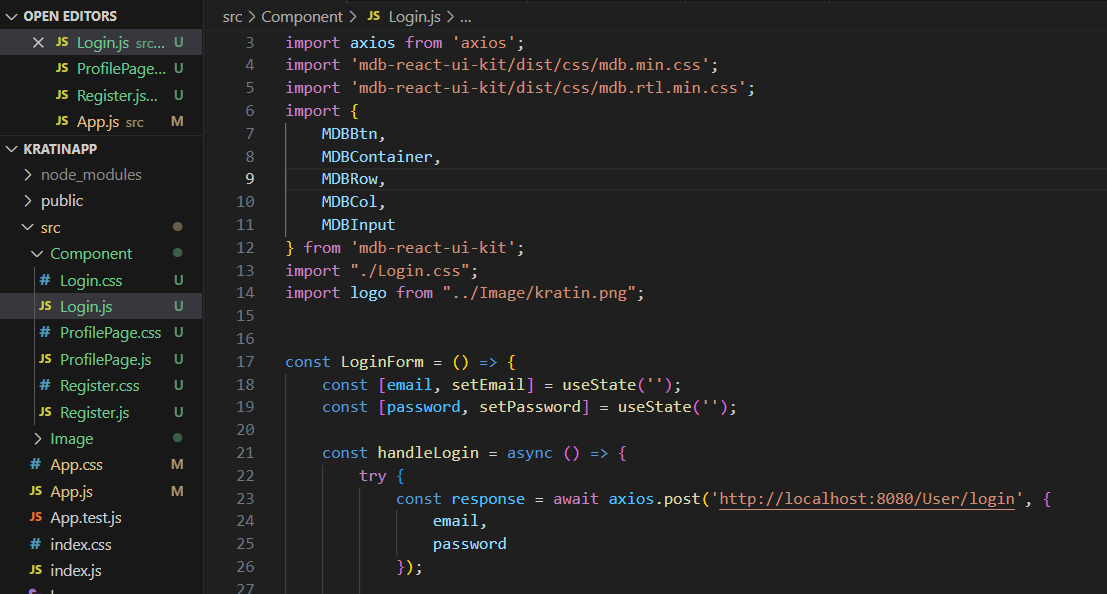 OPEN EDITORS
JS Login.js src... U
JS ProfilePage... U
JS Register.js... U
JS App.js src M
KRATINAPP
node_modules
public
src
Component
# Login.css U
JS Login.js U
# ProfilePage.css U
JS ProfilePage.js U
# Register.css U
JS Register.js U
Image
# App.css M
JS App.js M
JS App.test.js
# index.css
JS index.js
src > Component > JS Login.js > ...
3 import axios from 'axios';
4 import 'mdb-react-ui-kit/dist/css/mdb.min.css';
5 import 'mdb-react-ui-kit/dist/css/mdb.rtl.min.css';
6 import {
7 MDBBtn,
8 MDBContainer,
9 MDBRow,
10 MDBCol,
11 MDBInput
12 } from 'mdb-react-ui-kit';
13 import "./Login.css";
14 import logo from "../Image/kratin.png";
15
16
17 const LoginForm = () => {
18 const [email, setEmail] = useState('');
19 const [password, setPassword] = useState('');
20
21 const handleLogin = async () => {
22 try {
23 const response = await axios.post('http://localhost:8080/User/login', {
24 email,
25 password
26 });
27